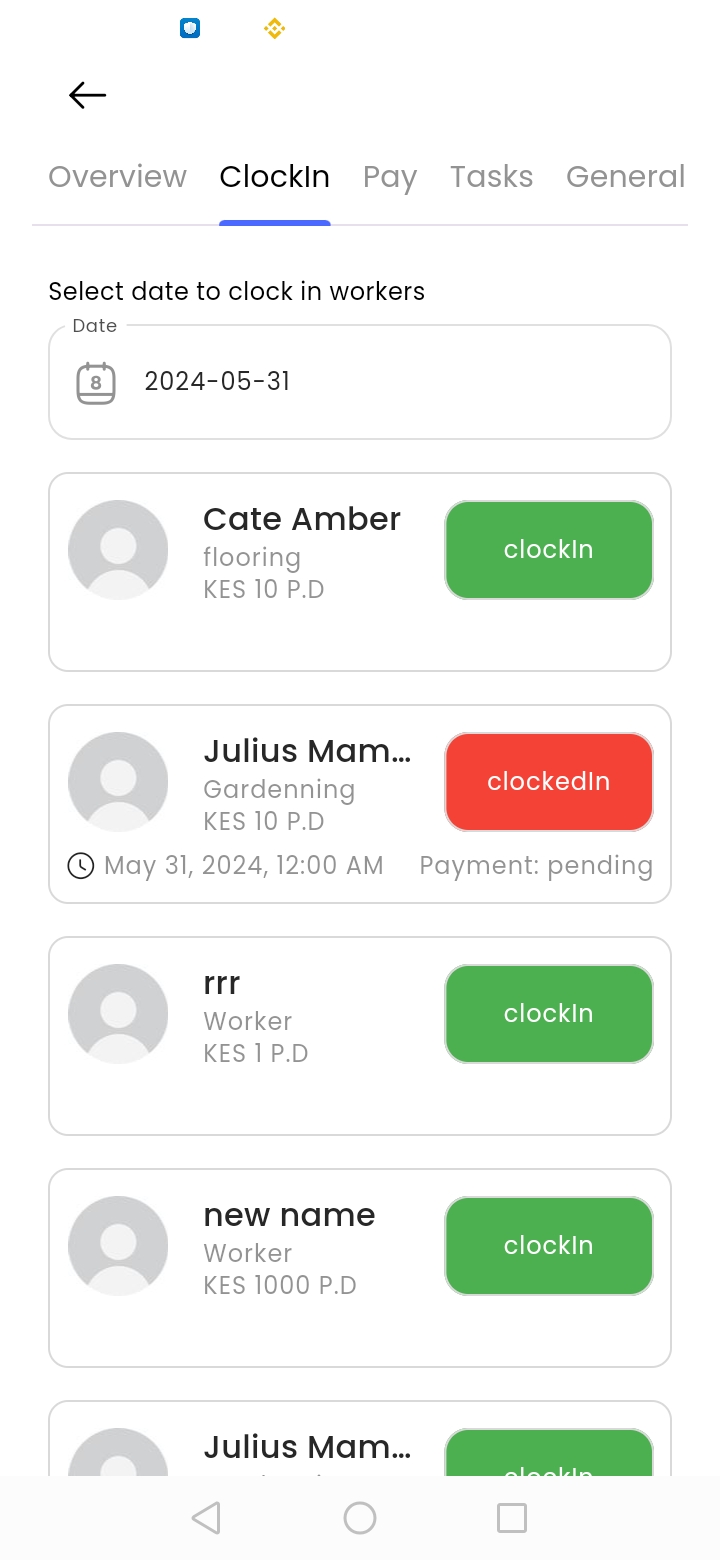 Overview ClockIn Pay Tasks General
Select date to clock in workers
Date
8
2024-05-31
Cate Amber
flooring
KES 10 P.D
clockIn
Julius Mam...
Gardenning
KES 10 P.D
clockedIn
May 31, 2024, 12:00 AM Payment: pending
rrr
Worker
KES 1 P.D
clockIn
new name
Worker
KES 1000 P.D
clockIn
Julius Mam...
clockIn